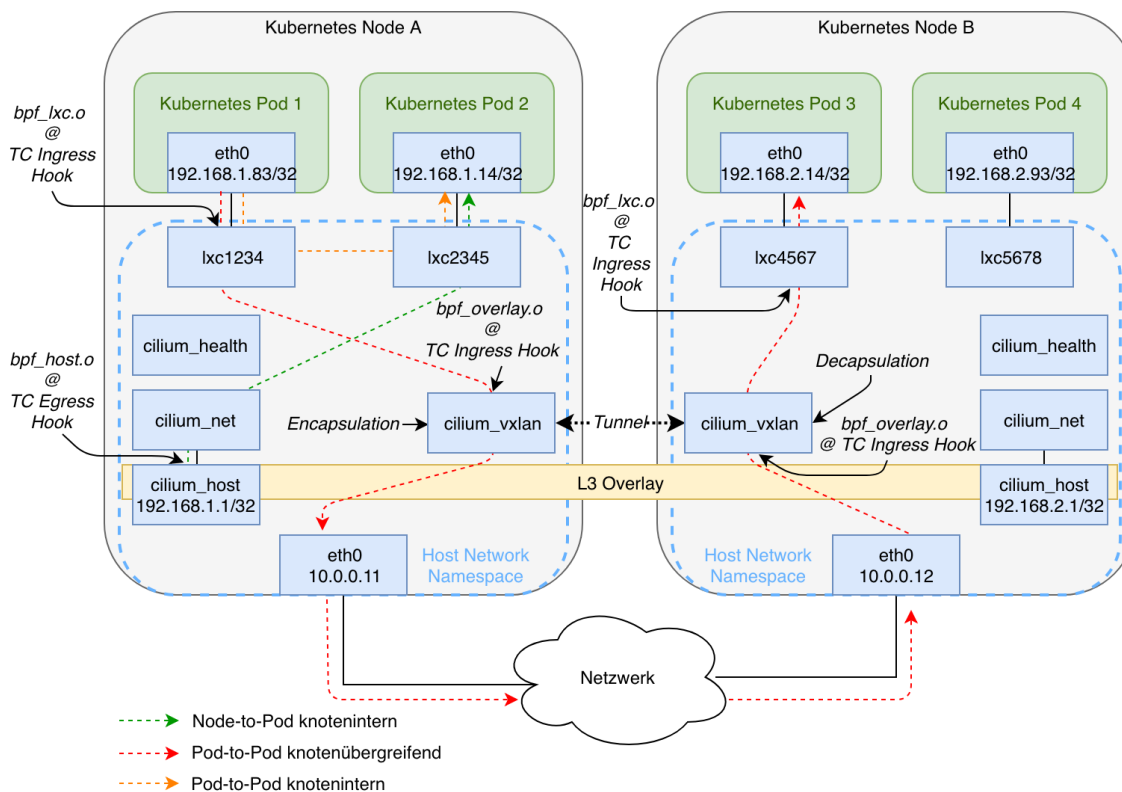 Kubernetes Node A
Kubernetes Pod 1
Kubernetes Pod 2
bpf_lxc.o
@
TC Ingress
Hook
eth0
192.168.1.83/32
eth0
192.168.1.14/32
lxc1234
lxc2345
cilium_health
bpf_overlay.o
@
TC Ingress Hook
bpf_host.o
@
TC Egress
Hook
cilium_net
Encapsulation
cilium_vxlan
Tunnel
cilium_host
192.168.1.1/32
L3 Overlay
eth0
10.0.0.11
Host Network
Namespace
Kubernetes Node B
Kubernetes Pod 3
Kubernetes Pod 4
eth0
192.168.2.14/32
eth0
192.168.2.93/32
bpf_lxc.o
@
TC
Ingress
Hook
lxc4567
lxc5678
cilium_health
Decapsulation
cilium_vxlan
bpf_overlay.o
@ TC Ingress Hook
cilium_net
cilium_host
192.168.2.1/32
Host Network
Namespace
eth0
10.0.0.12
Netzwerk
Node-to-Pod knotenintern
Pod-to-Pod knotenübergreifend
Pod-to-Pod knotenintern